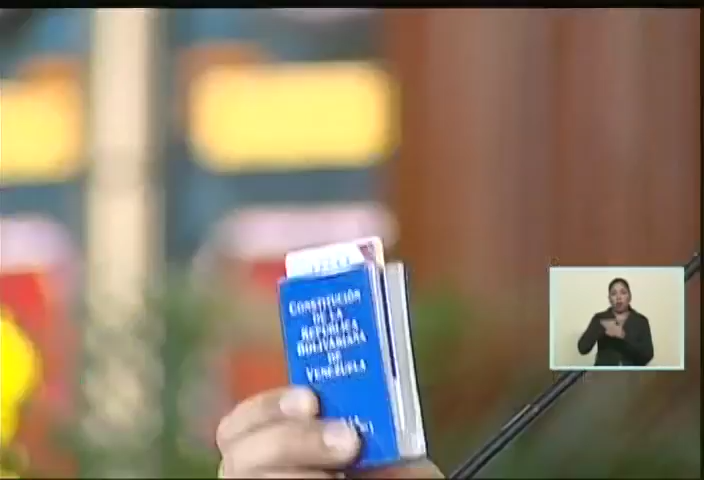 CONSTITUCIÓN
DE LA
REPÚBLICA
BOLIVARIANA
DE
VENEZUELA